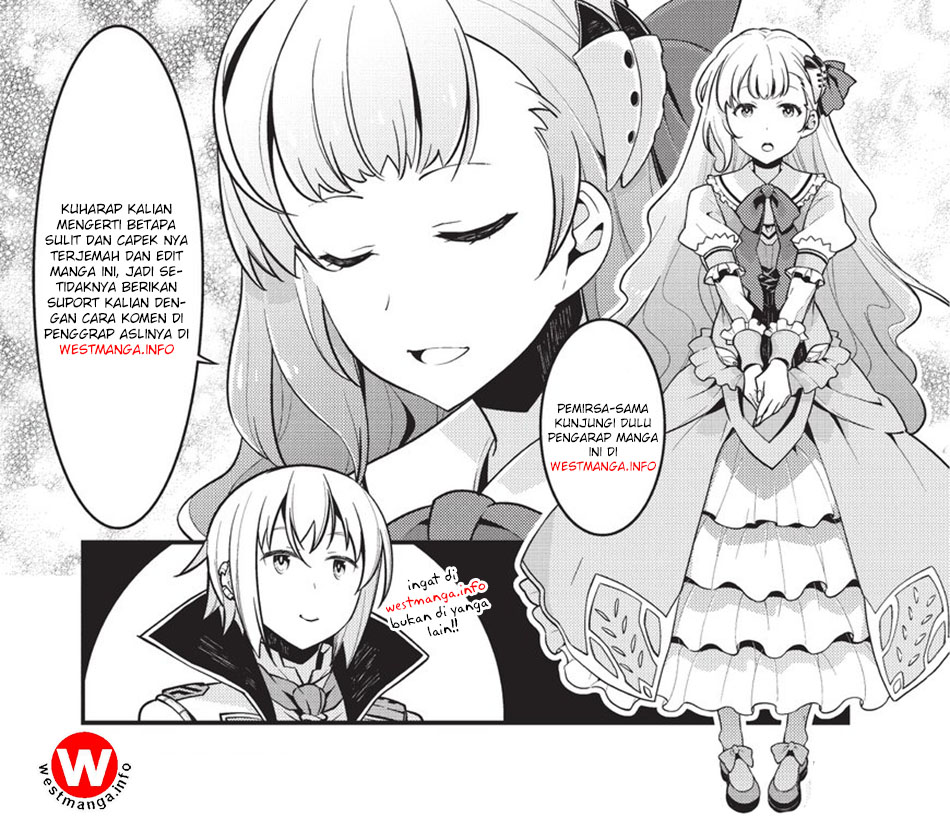 KUHARAP KALIAN
MENGERTI BETAPA
SULIT DAN CAPEK NYA
TERJEMAH DAN EDIT
MANGA INI, JADI SE-
TIDAKNYA BERIKAN
SUPORT KALIAN DEN-
GAN CARA KOMEN DI
PENGGRAP ASLINYA DI
WESTMANGA.INFO
PEMIRSA-SAMA
KUNJUNGI DULU
PENGARAP MANGA
INI DI
WESTMANGA.INFO
ingat di
westmanga.info
bukan di yanga
lain!!
W
westmanga.info